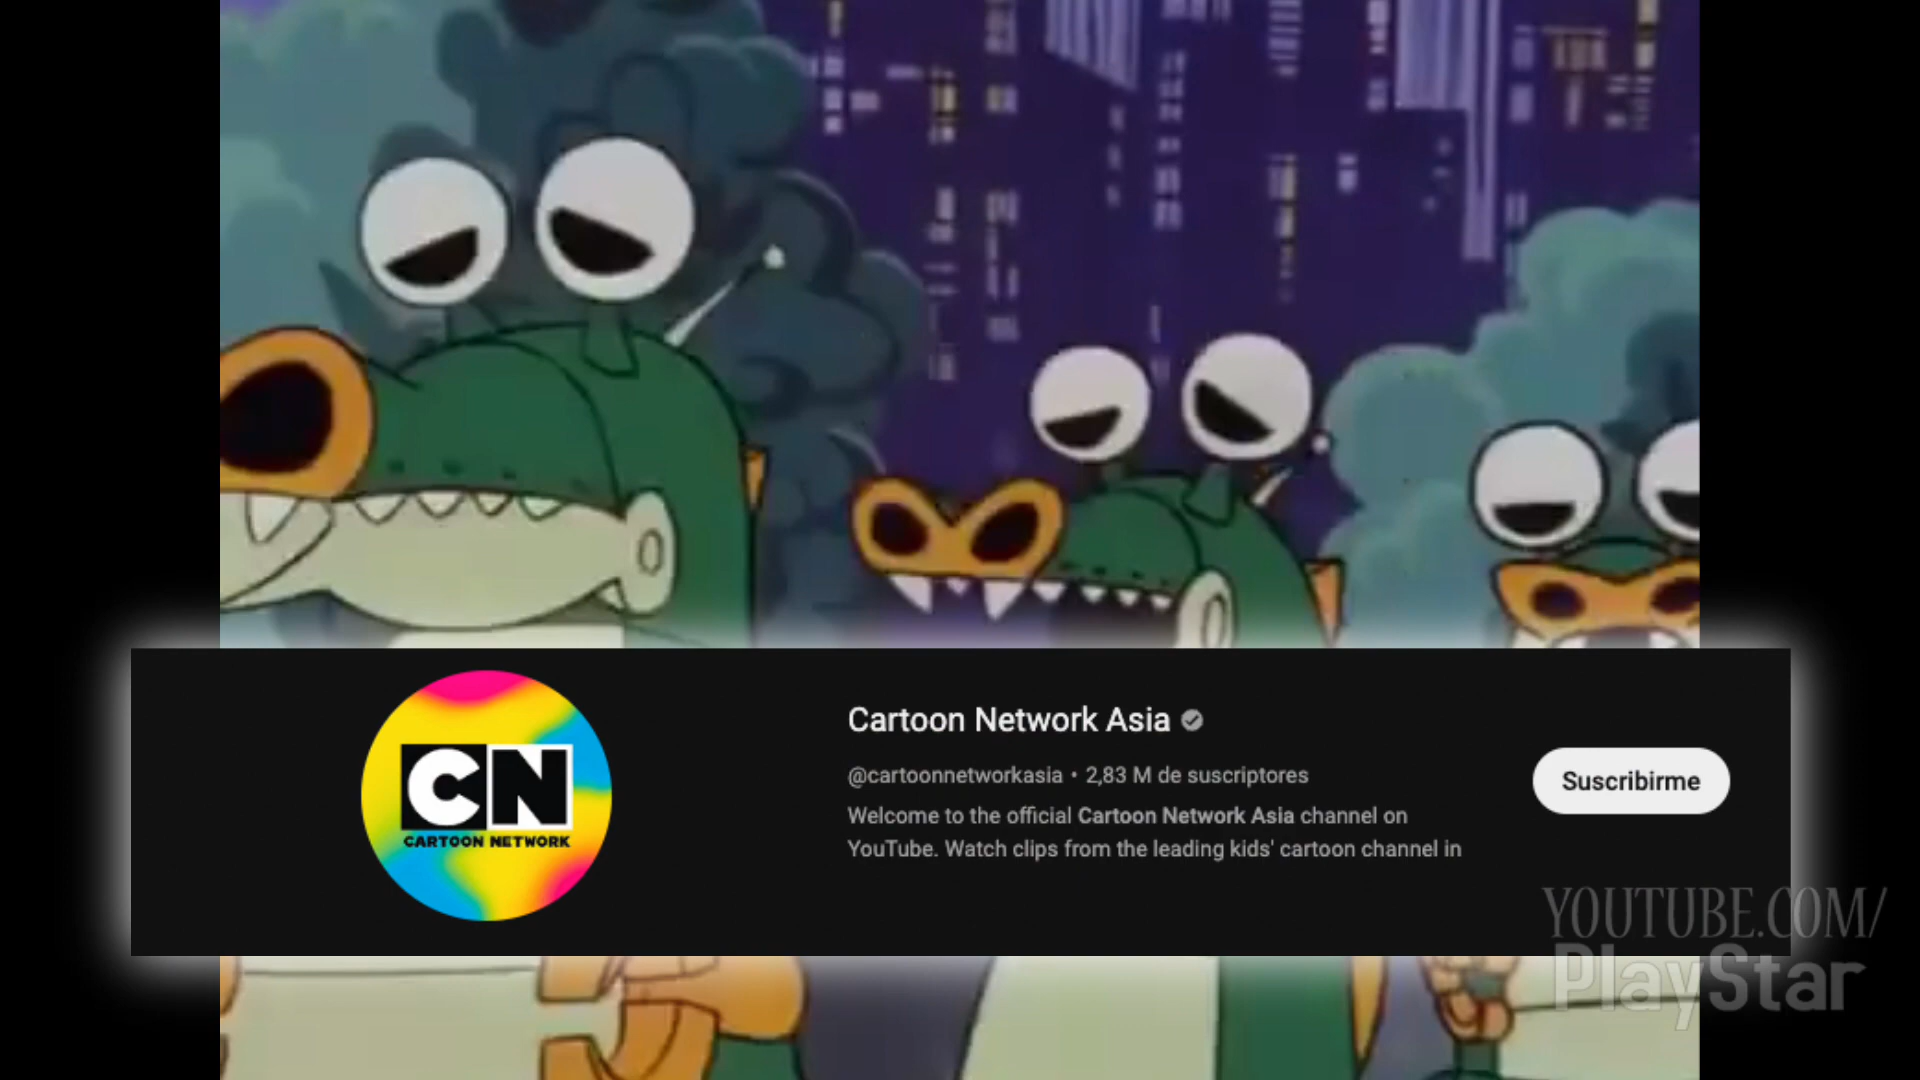 CN
CARTOON NETWORK
Cartoon Network Asia
@cartoonnetworkasia • 2,83 M de suscriptores
Welcome to the official Cartoon Network Asia channel on
YouTube. Watch clips from the leading kids' cartoon channel in
Suscribirme
YOUTUBE.COM/
PlayStar